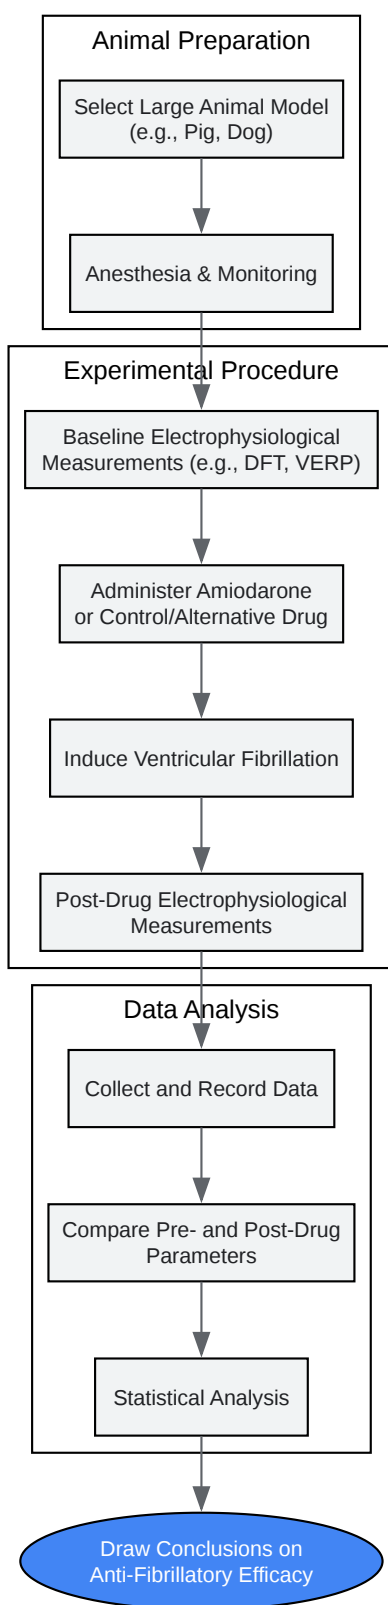 Animal Preparation
Select Large Animal Model
(e.g., Pig, Dog)
Anesthesia & Monitoring
Experimental Procedure
Baseline Electrophysiological
Measurements (e.g., DFT, VERP)
Administer Amiodarone
or Control/Alternative Drug
Induce Ventricular Fibrillation
Post-Drug Electrophysiological
Measurements
Data Analysis
Collect and Record Data
Compare Pre- and Post-Drug
Parameters
Statistical Analysis
Draw Conclusions on
Anti-Fibrillatory Efficacy